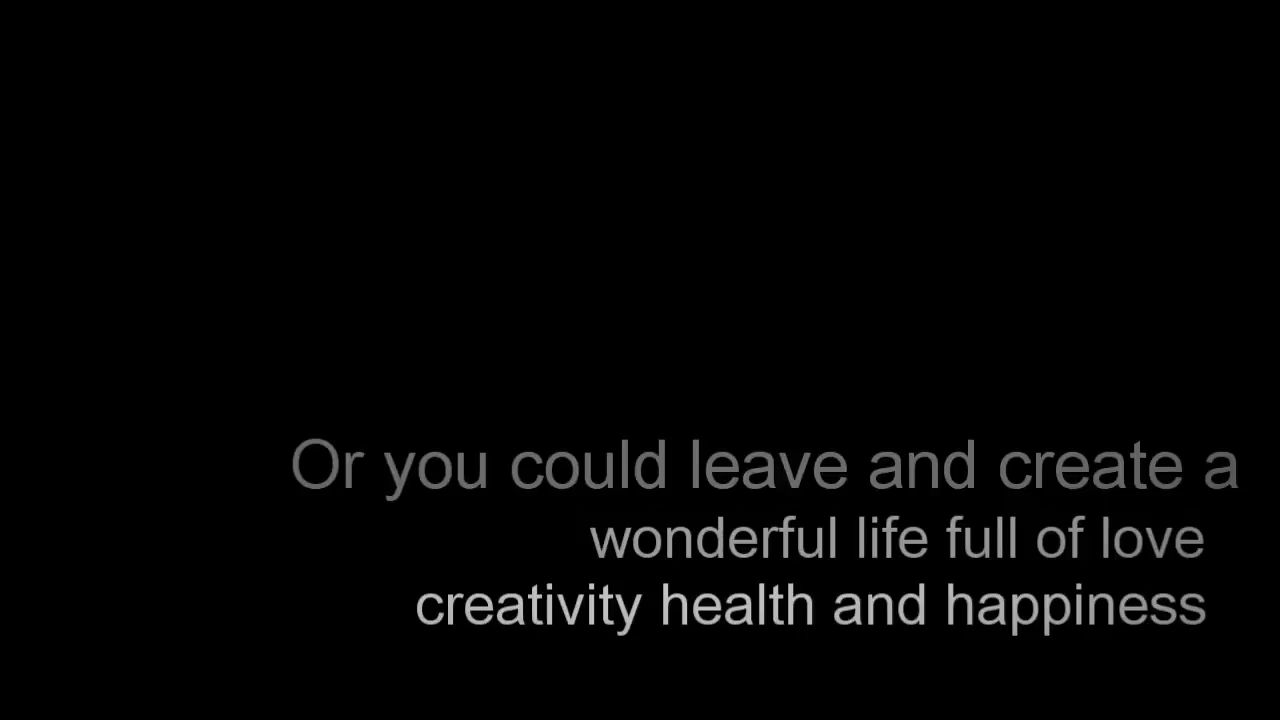 Or you could leave and create a
wonderful life full of love
creativity health and happiness